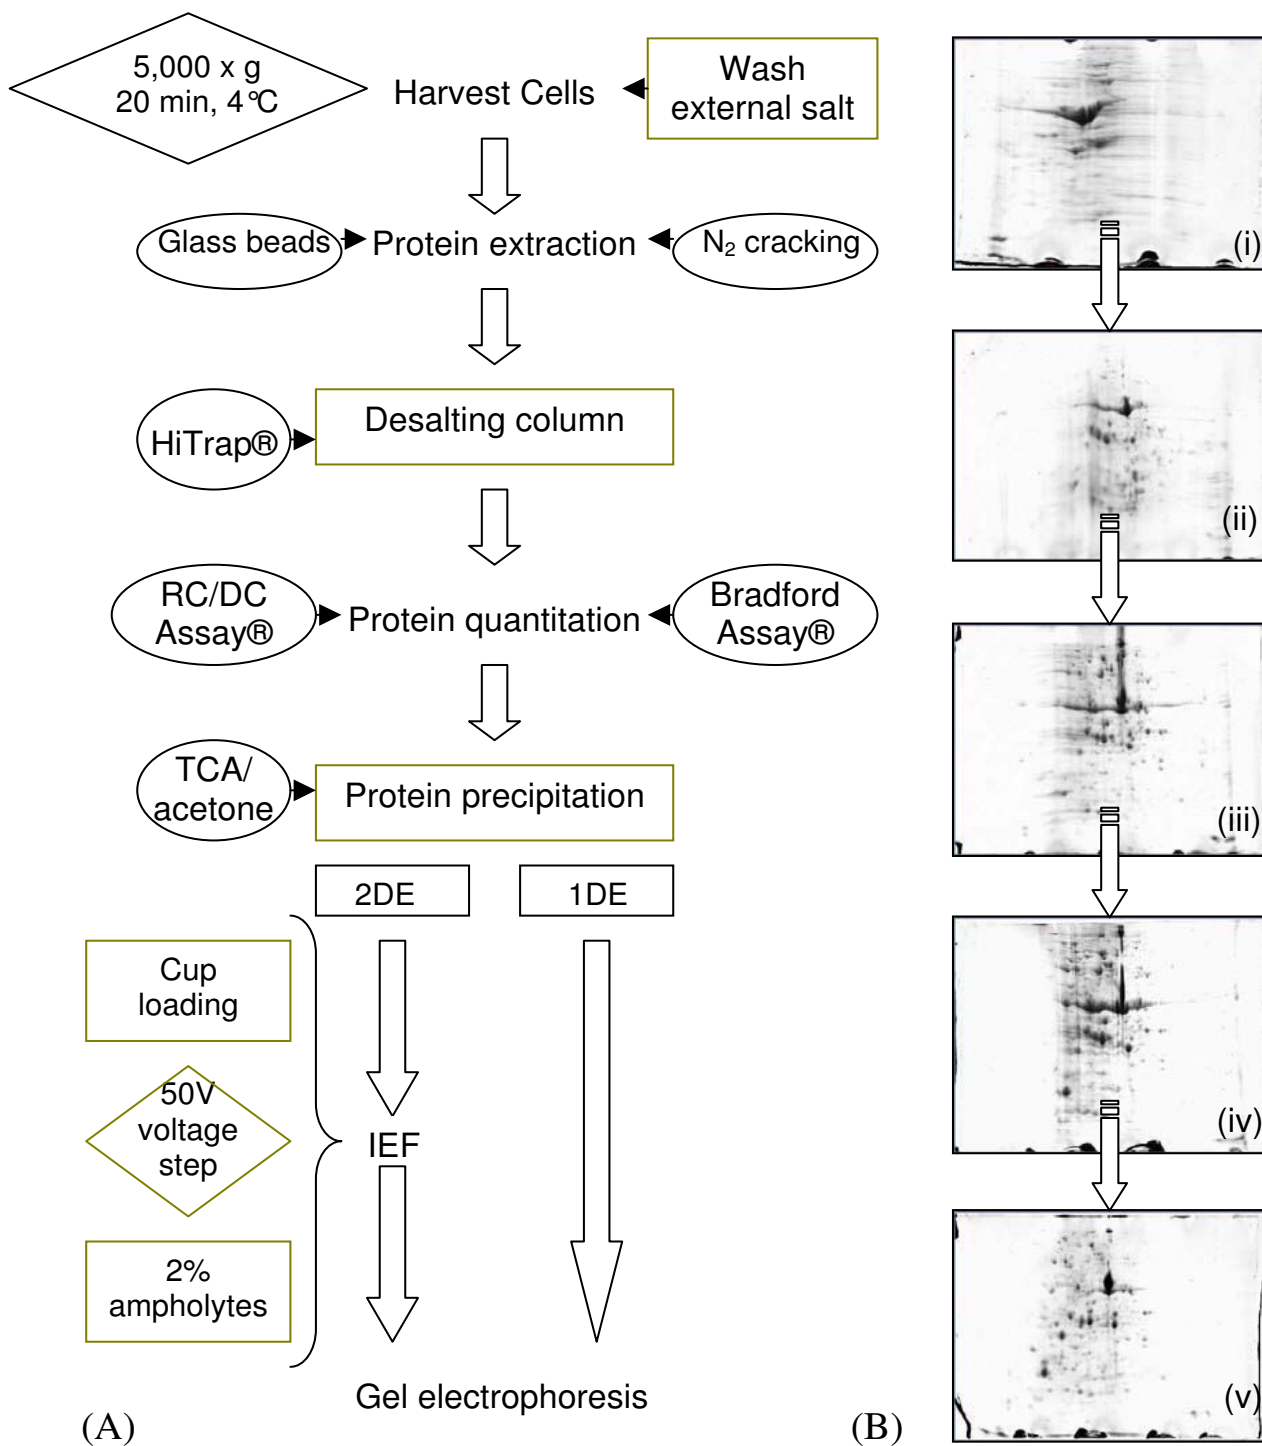 5,000 x g
20 min, 4°C
Harvest Cells
Wash
external salt
Glass beads
Protein extraction
N₂ cracking
HiTrap®
Desalting column
RC/DC
Assay®
Protein quantitation
Bradford
Assay®
TCA/
acetone
Protein precipitation
2DE
1DE
Cup
loading
50V
voltage
step
IEF
2%
ampholytes
Gel electrophoresis
(A)
(B)
(i)
(ii)
(iii)
(iv)
(v)